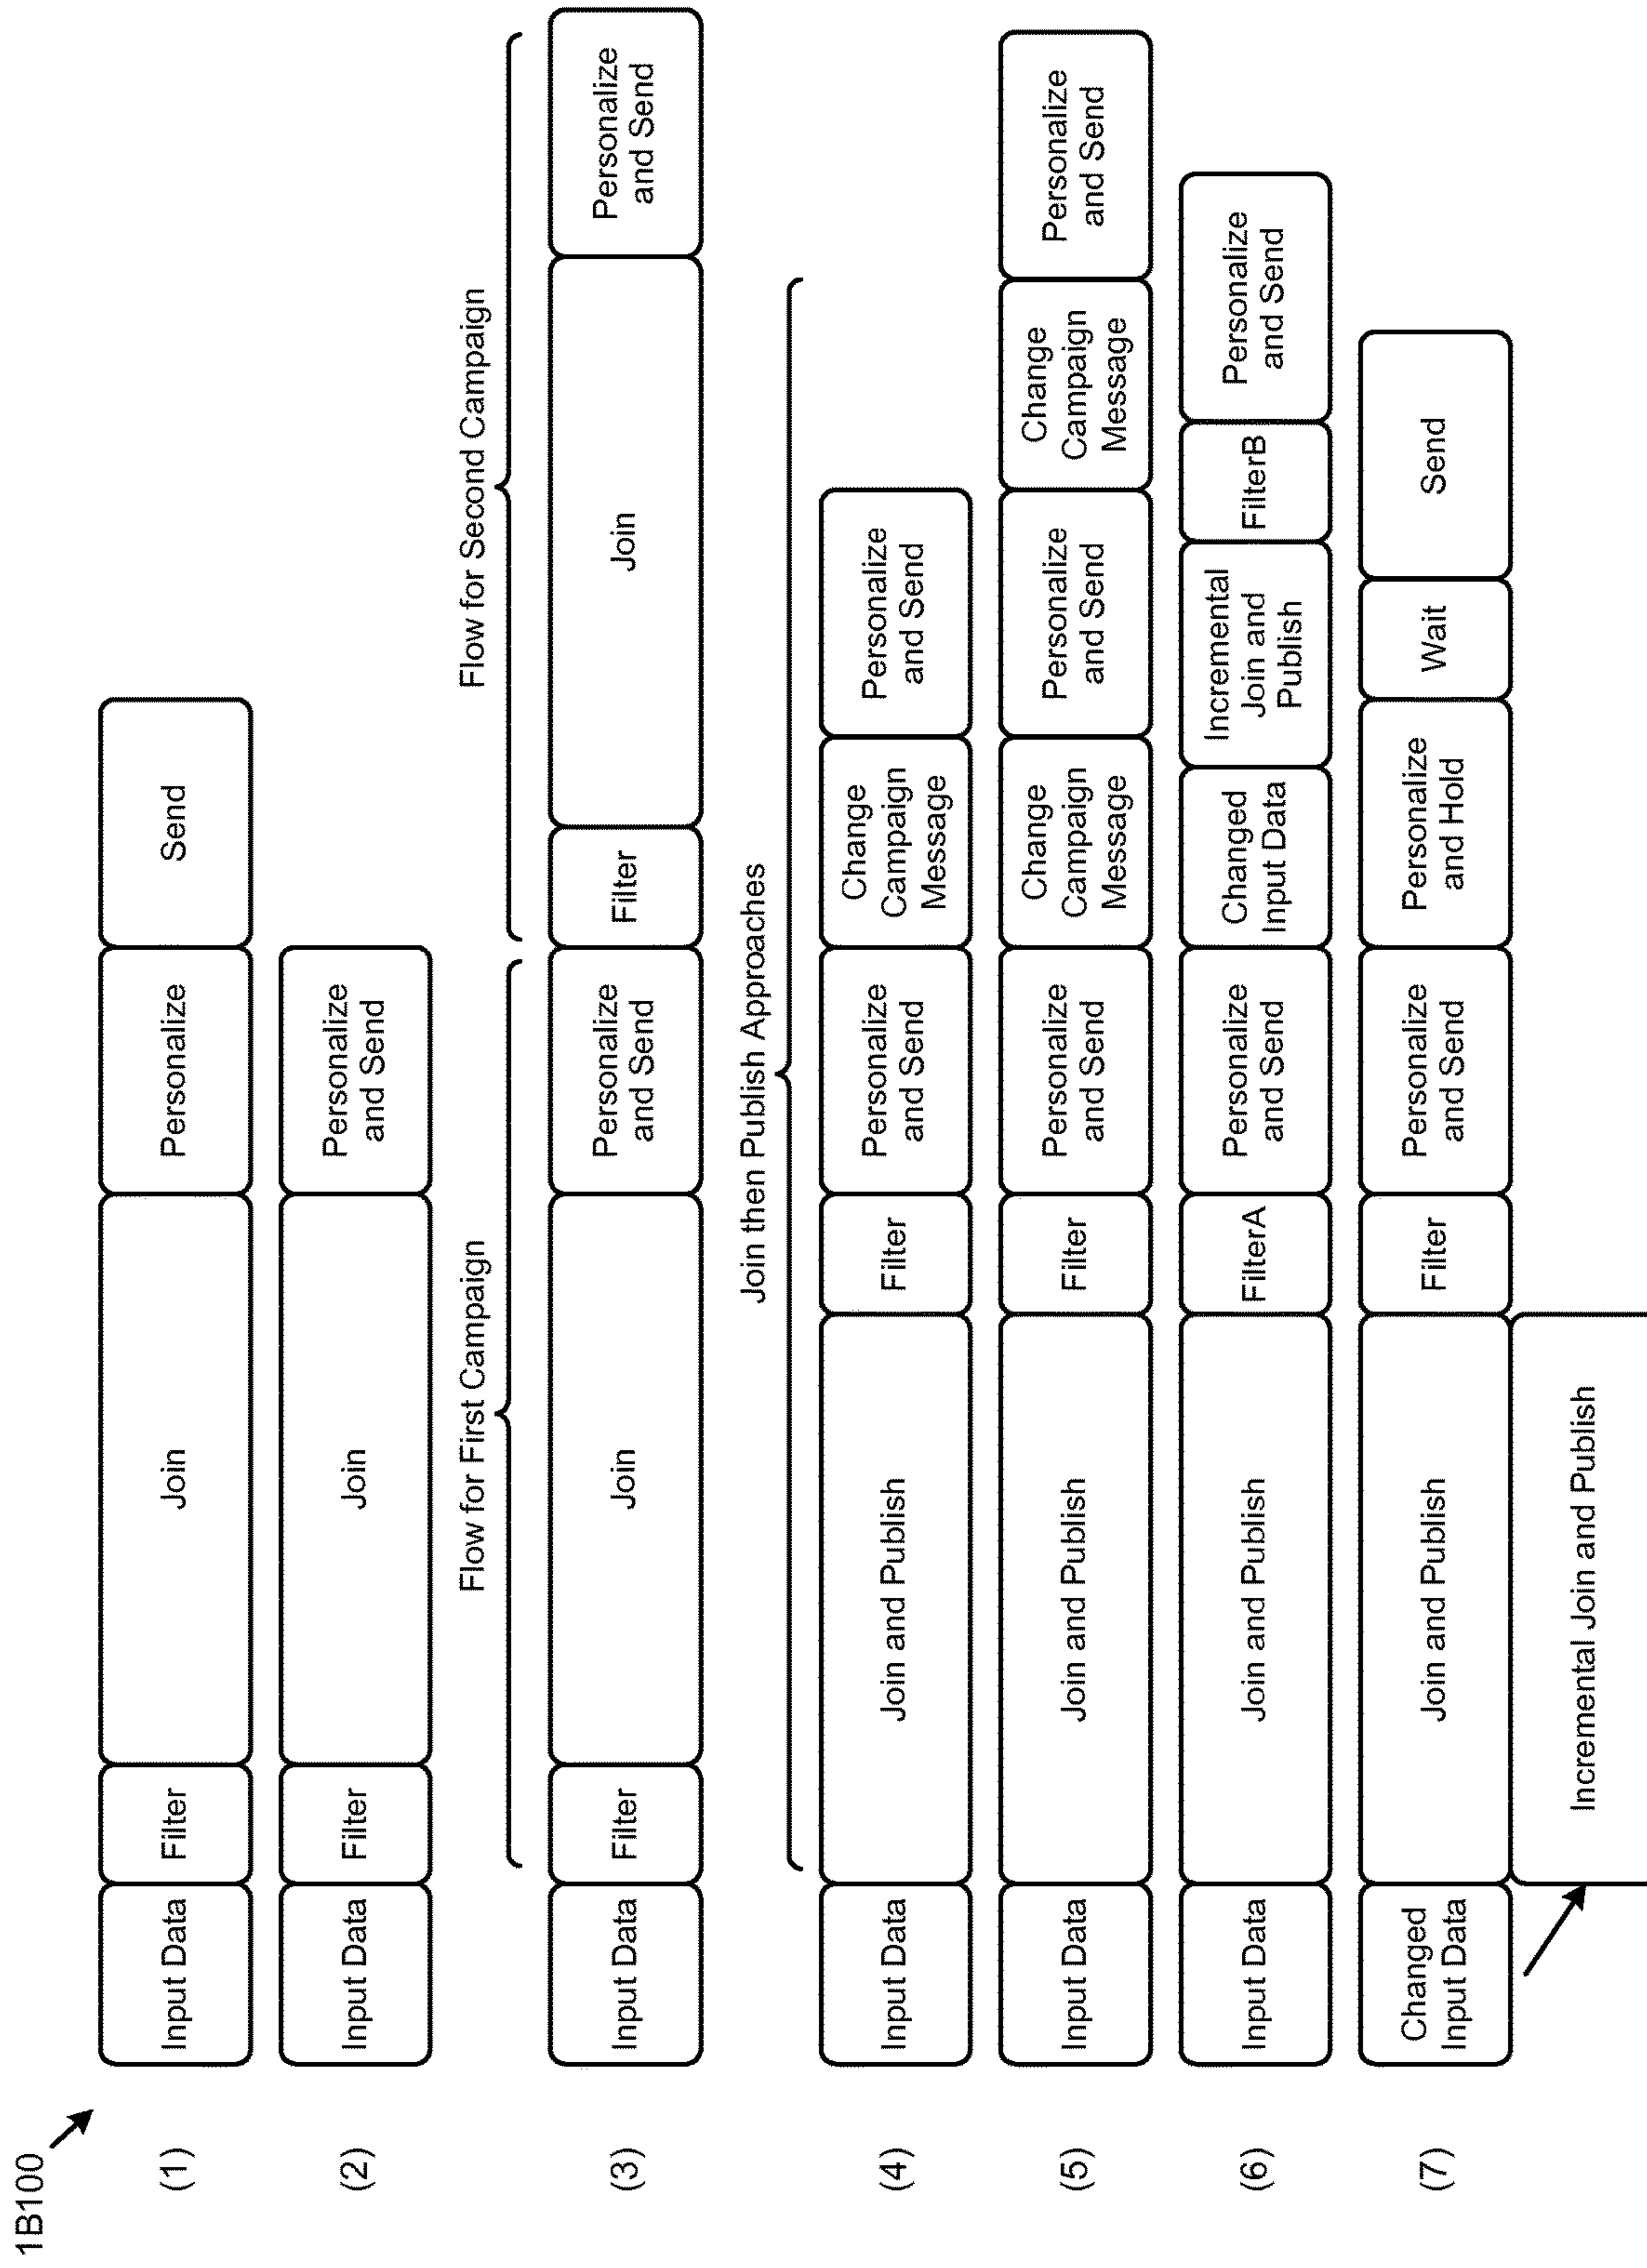 1B100
(1)
Input Data
Filter
Join
Personalize
Send
(2)
Input Data
Filter
Join
Personalize
and Send
Flow for First Campaign
Flow for Second Campaign
(3)
Input Data
Filter
Join
Personalize
and Send
Filter
Join
Personalize
and Send
Join then Publish Approaches
(4)
Input Data
Join and Publish
Filter
Personalize
and Send
Change
Campaign
Message
Personalize
and Send
(5)
Input Data
Join and Publish
Filter
Personalize
and Send
Change
Campaign
Message
Personalize
and Send
Change
Campaign
Message
Personalize
and Send
(6)
Input Data
Join and Publish
FilterA
Personalize
and Send
Changed
Input Data
Incremental
Join and
Publish
FilterB
Personalize
and Send
(7)
Changed
Input Data
Join and Publish
Filter
Personalize
and Send
Personalize
and Hold
Wait
Send
Incremental Join and Publish